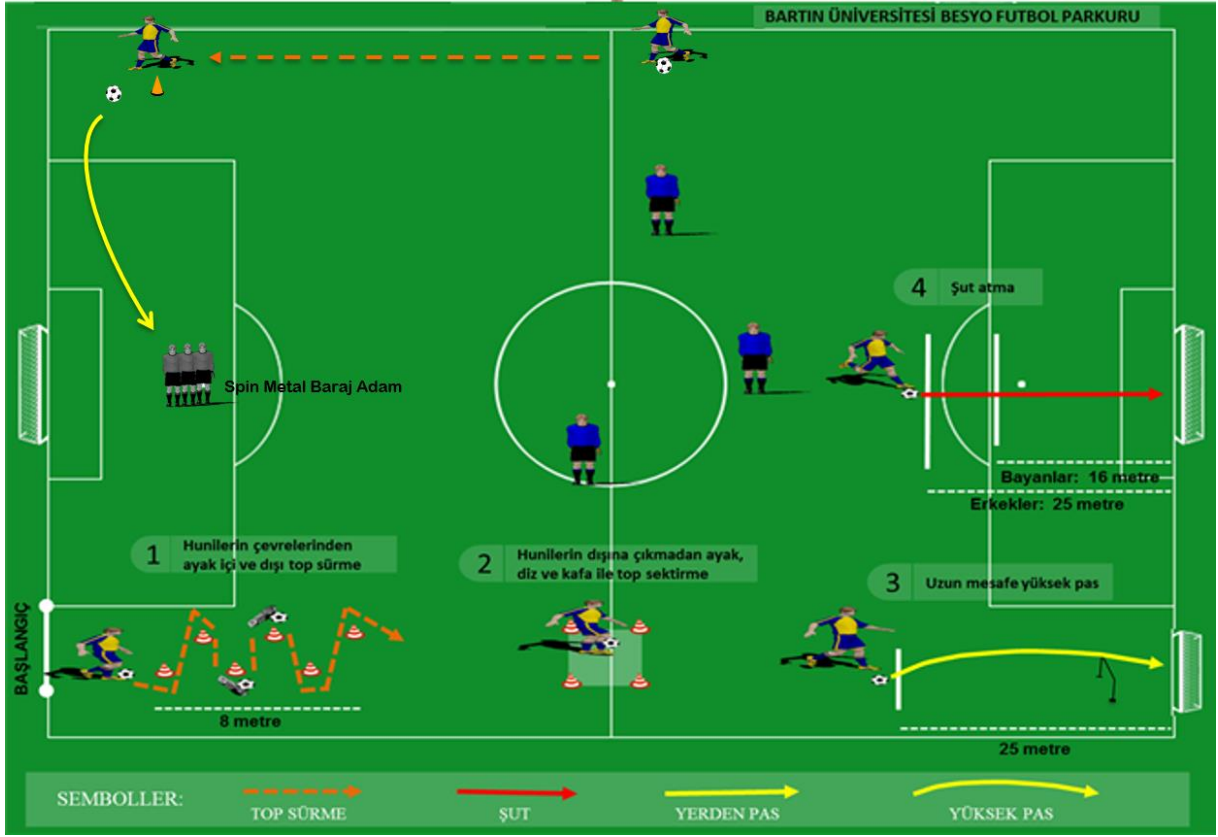 BARTIN ÜNİVERSİTESİ BESYO FUTBOL PARKURU
4 Şut atma
Spin Metal Baraj Adam
Bayanlar: 16 metre
Erkekler: 25 metre
1 Hunilerin çevrelerinden
ayak içi ve dışı top sürme
2 Hunilerin dışına çıkmadan ayak,
diz ve kafa ile top sektirme
3 Uzun mesafe yüksek pas
BAŞLANGIÇ
8 metre
25 metre
SEMBOLLER:
TOP SÜRME
ŞUT
YERDEN PAS
YÜKSEK PAS